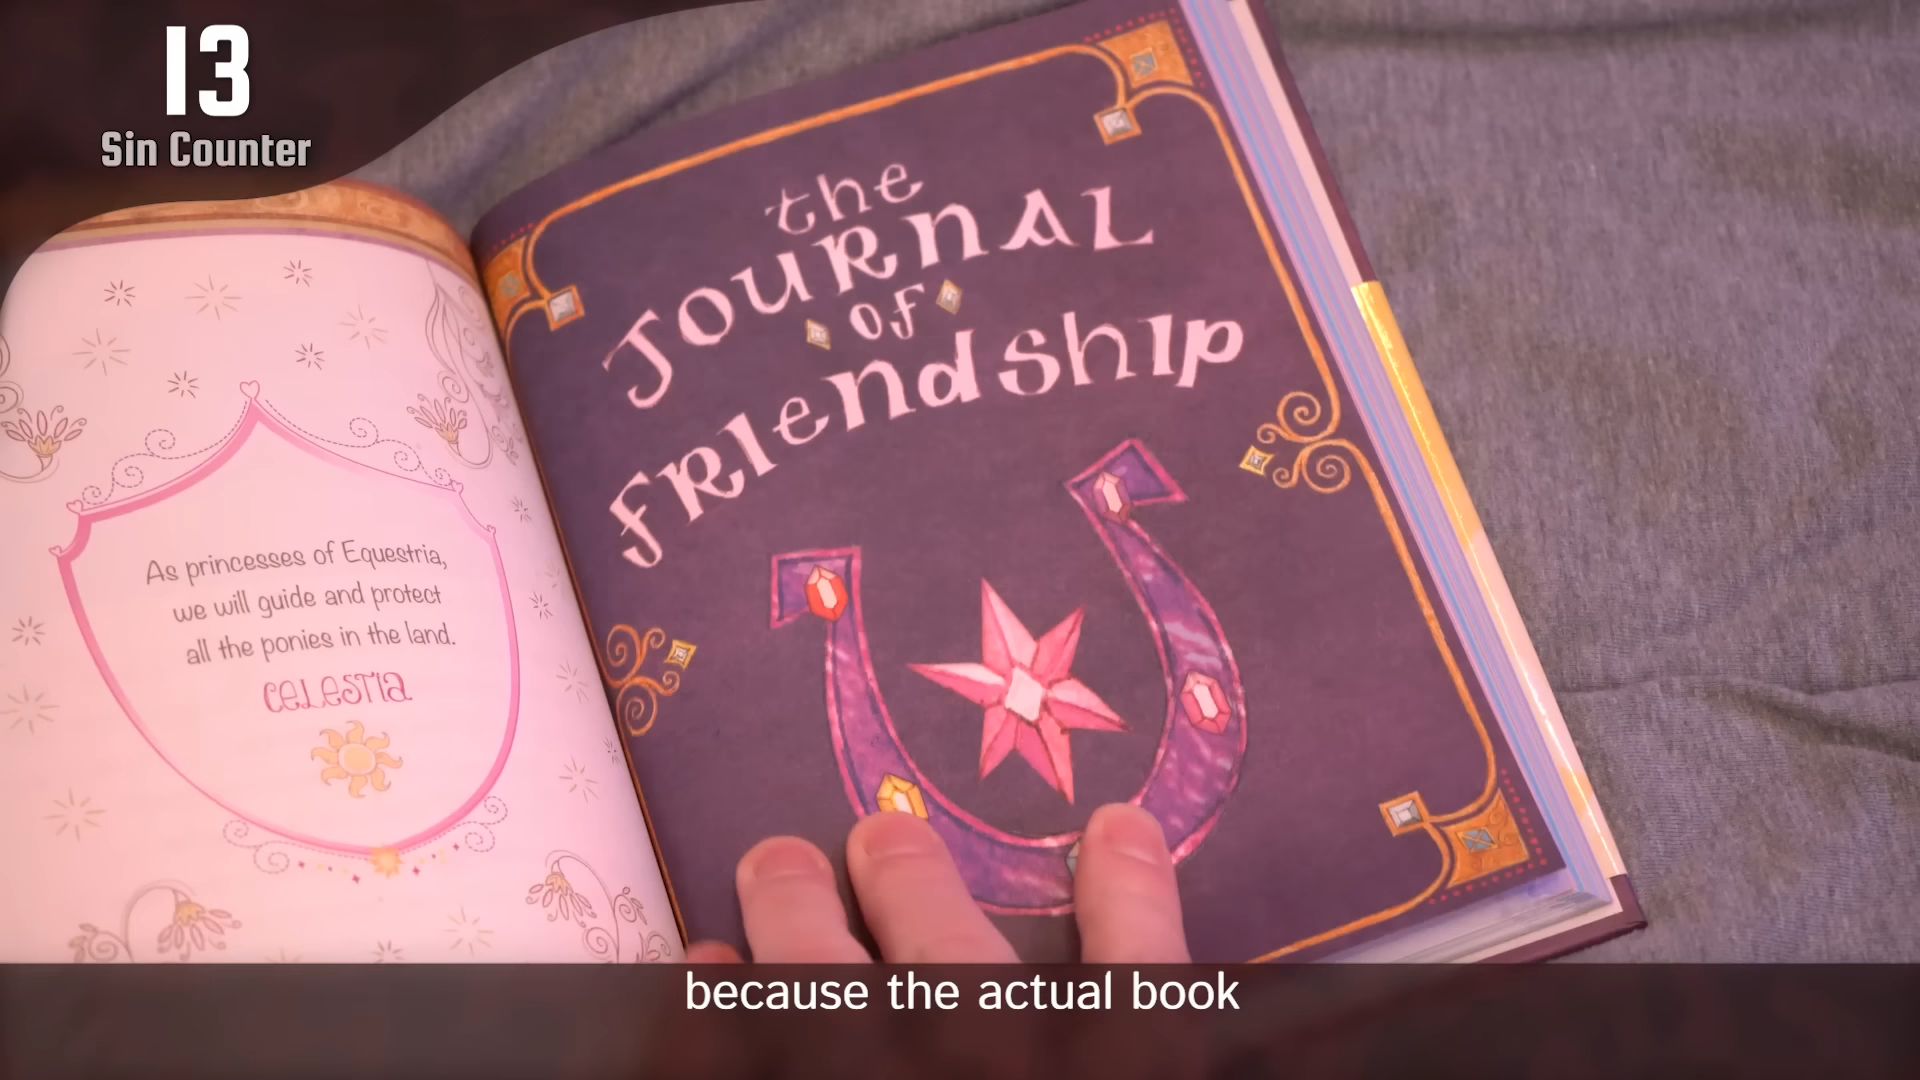 13
Sin Counter
the
JOURNAL
of
FRIENDSHIP
As princesses of Equestria,
we will guide and protect
all the ponies in the land.
CELESTIA
because the actual book